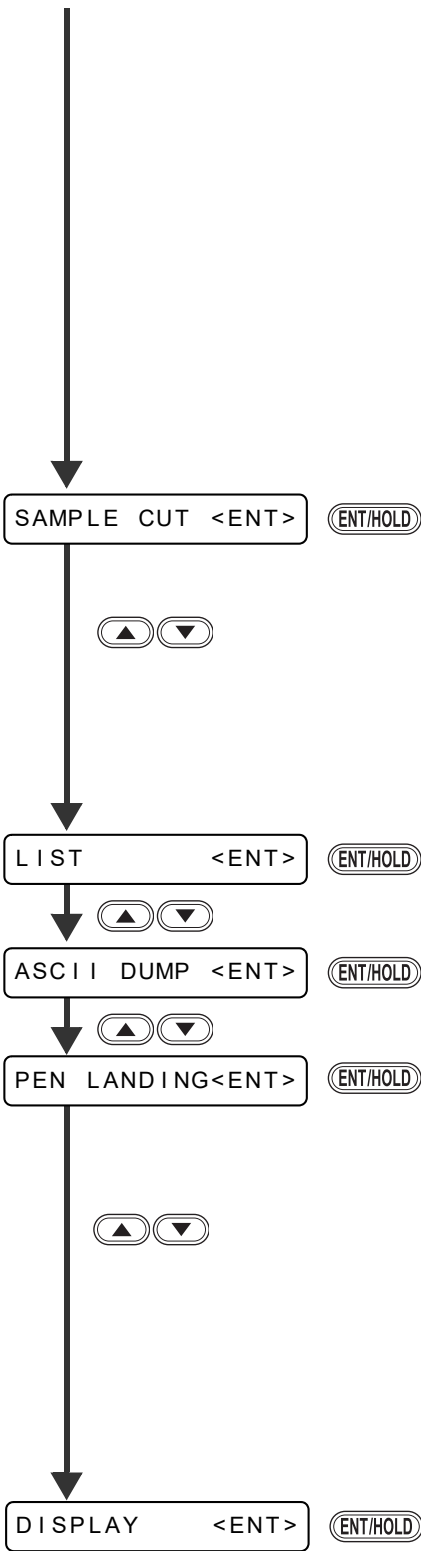 SAMPLE CUT <ENT> ENT/HOLD
LIST <ENT> ENT/HOLD
ASCII DUMP <ENT> ENT/HOLD
PEN LANDING<ENT> ENT/HOLD
DISPLAY <ENT> ENT/HOLD